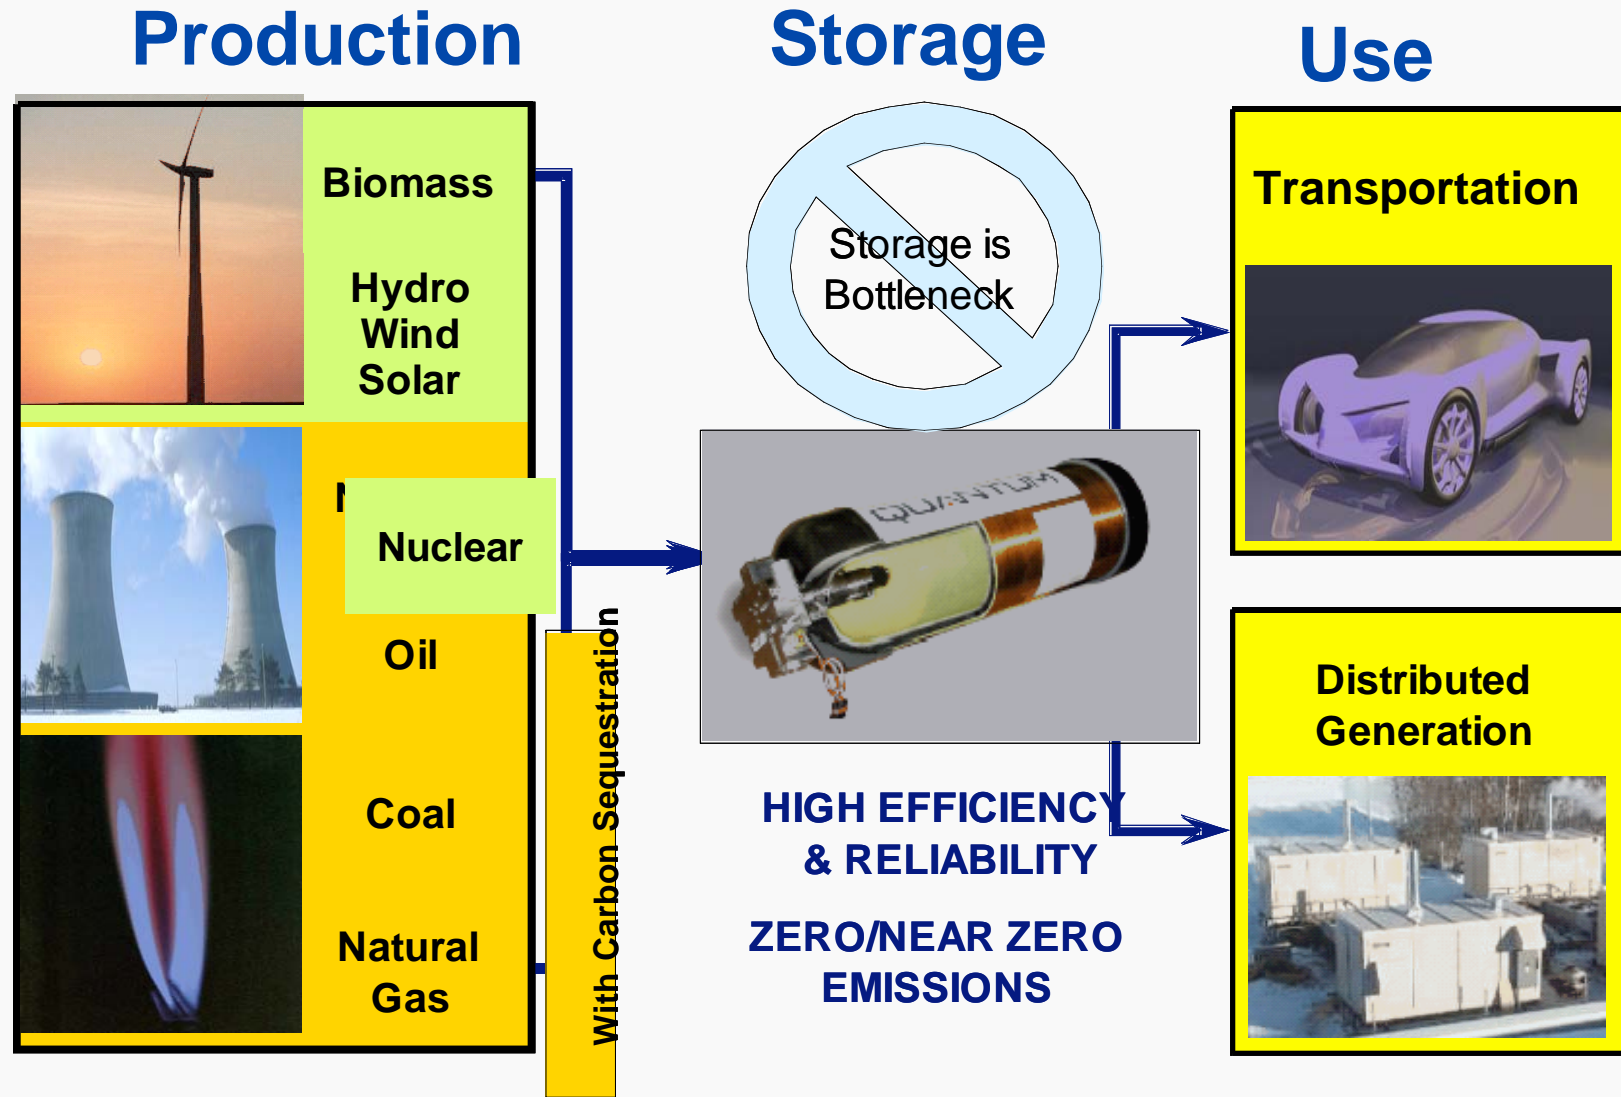 Production
Storage
Use
Biomass
Hydro
Wind
Solar
Nuclear
Oil
Coal
Natural
Gas
With Carbon Sequestration
Storage is
Bottleneck
QUANTUM
HIGH EFFICIENCY
& RELIABILITY
ZERO/NEAR ZERO
EMISSIONS
Transportation
Distributed
Generation